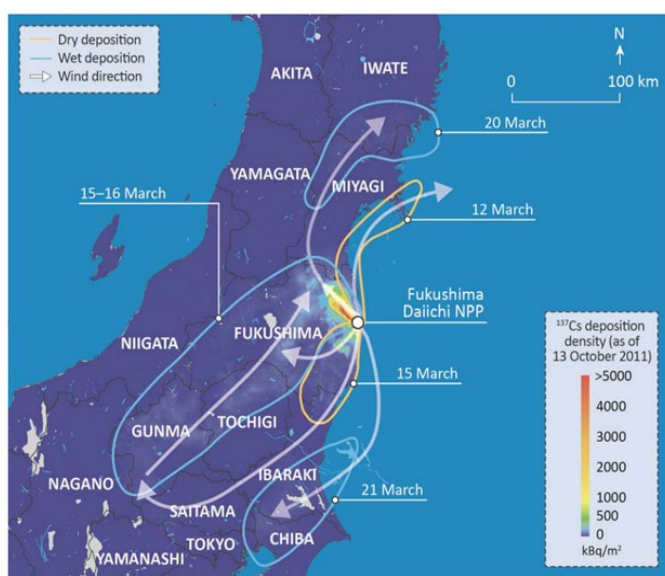 Dry deposition
Wet deposition
Wind direction
N
0 100 km
AKITA
IWATE
20 March
YAMAGATA
MIYAGI
15–16 March
12 March
Fukushima
Daiichi NPP
FUKUSHIMA
NIIGATA
15 March
TOCHIGI
GUNMA
IBARAKI
NAGANO
21 March
SAITAMA
TOKYO
CHIBA
YAMANASHI
¹³⁷Cs deposition
density (as of
13 October 2011)
>5000
4000
3000
2000
1000
500
0
kBq/m²